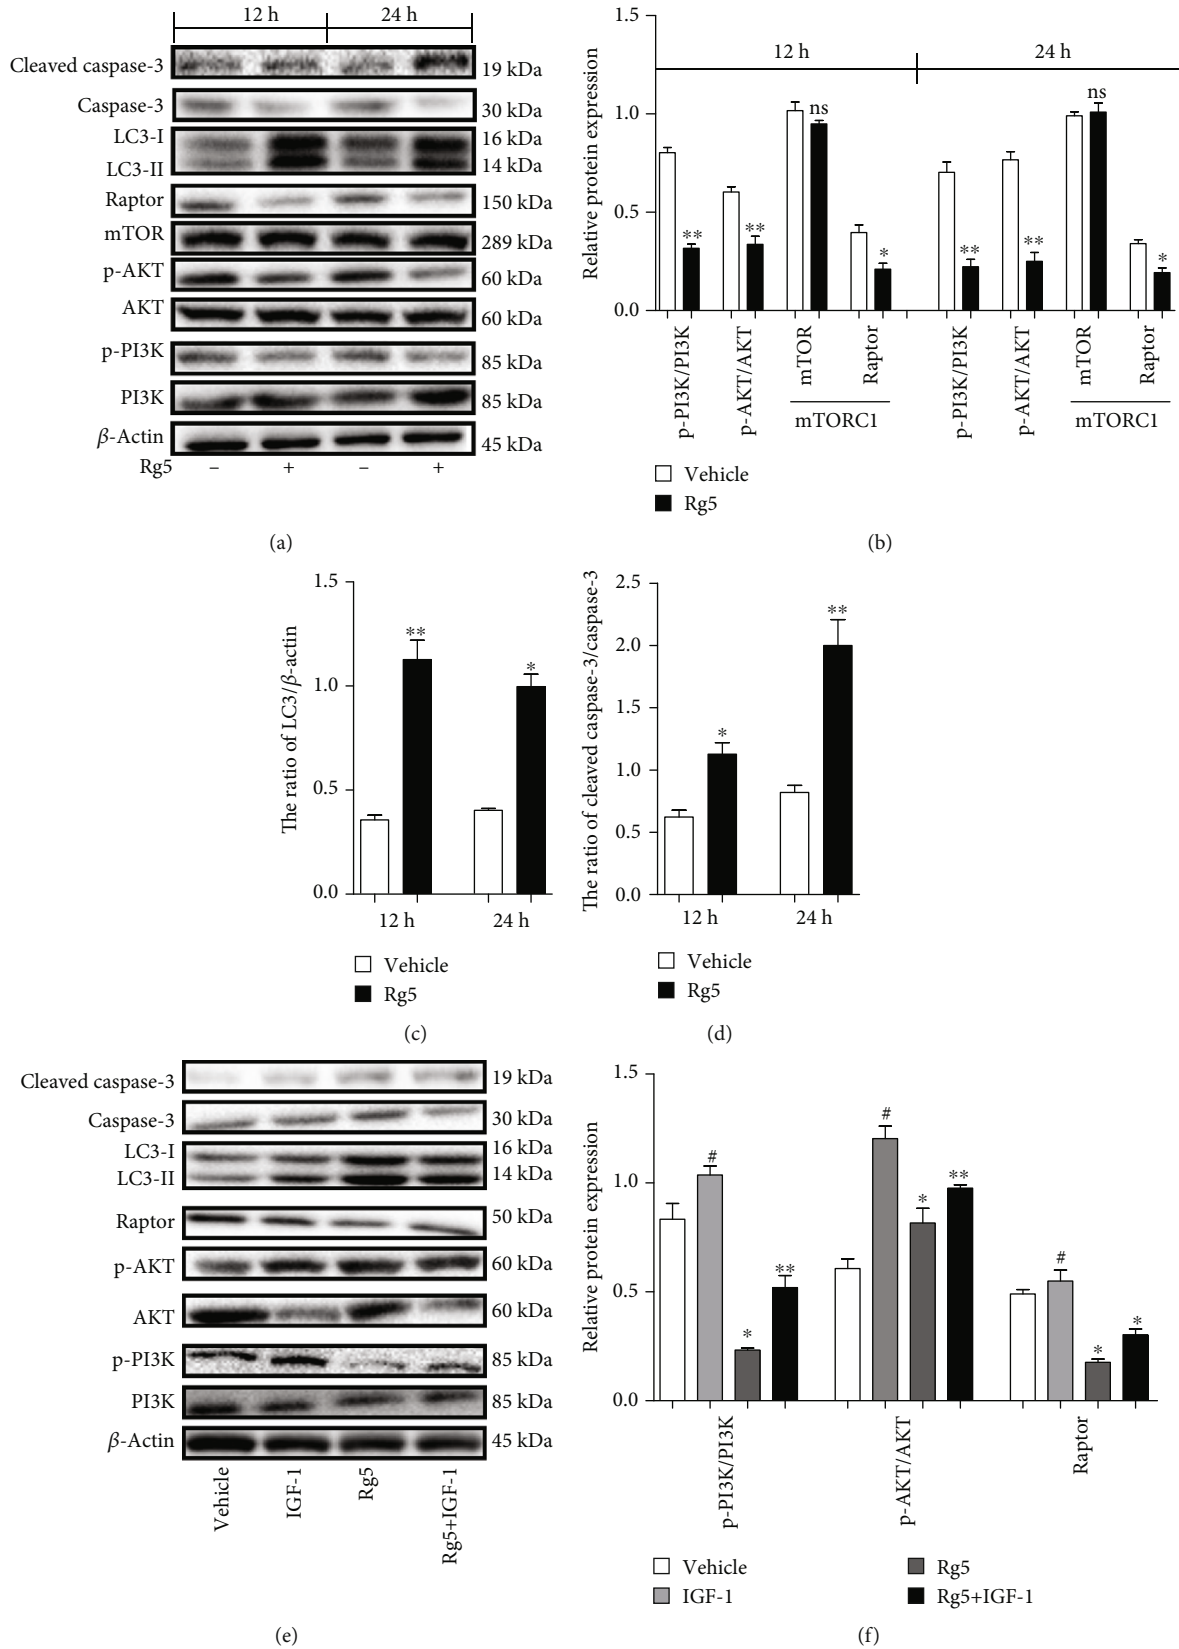 12 h 24 h
Cleaved caspase-3 19 kDa
Caspase-3 30 kDa
LC3-I 16 kDa
LC3-II 14 kDa
Raptor 150 kDa
mTOR 289 kDa
p-AKT 60 kDa
AKT 60 kDa
p-PI3K 85 kDa
PI3K 85 kDa
β-Actin 45 kDa
Rg5 – + – +
(a)
Relative protein expression
1.5
1.0
0.5
0.0
12 h 24 h
** ** ns * ** ** ns *
p-PI3K/PI3K p-AKT/AKT mTOR Raptor p-PI3K/PI3K p-AKT/AKT mTOR Raptor
mTORC1 mTORC1
Vehicle
Rg5
(b)
The ratio of LC3/β-actin
1.5
1.0
0.5
0.0
** *
12 h 24 h
Vehicle
Rg5
(c)
The ratio of cleaved caspase-3/caspase-3
2.5
2.0
1.5
1.0
0.5
0.0
* **
12 h 24 h
Vehicle
Rg5
(d)
Cleaved caspase-3 19 kDa
Caspase-3 30 kDa
LC3-I 16 kDa
LC3-II 14 kDa
Raptor 50 kDa
p-AKT 60 kDa
AKT 60 kDa
p-PI3K 85 kDa
PI3K 85 kDa
β-Actin 45 kDa
Vehicle IGF-1 Rg5 Rg5+IGF-1
(e)
Relative protein expression
1.5
1.0
0.5
0.0
# * ** # * ** # * *
p-PI3K/PI3K p-AKT/AKT Raptor
Vehicle Rg5
IGF-1 Rg5+IGF-1
(f)